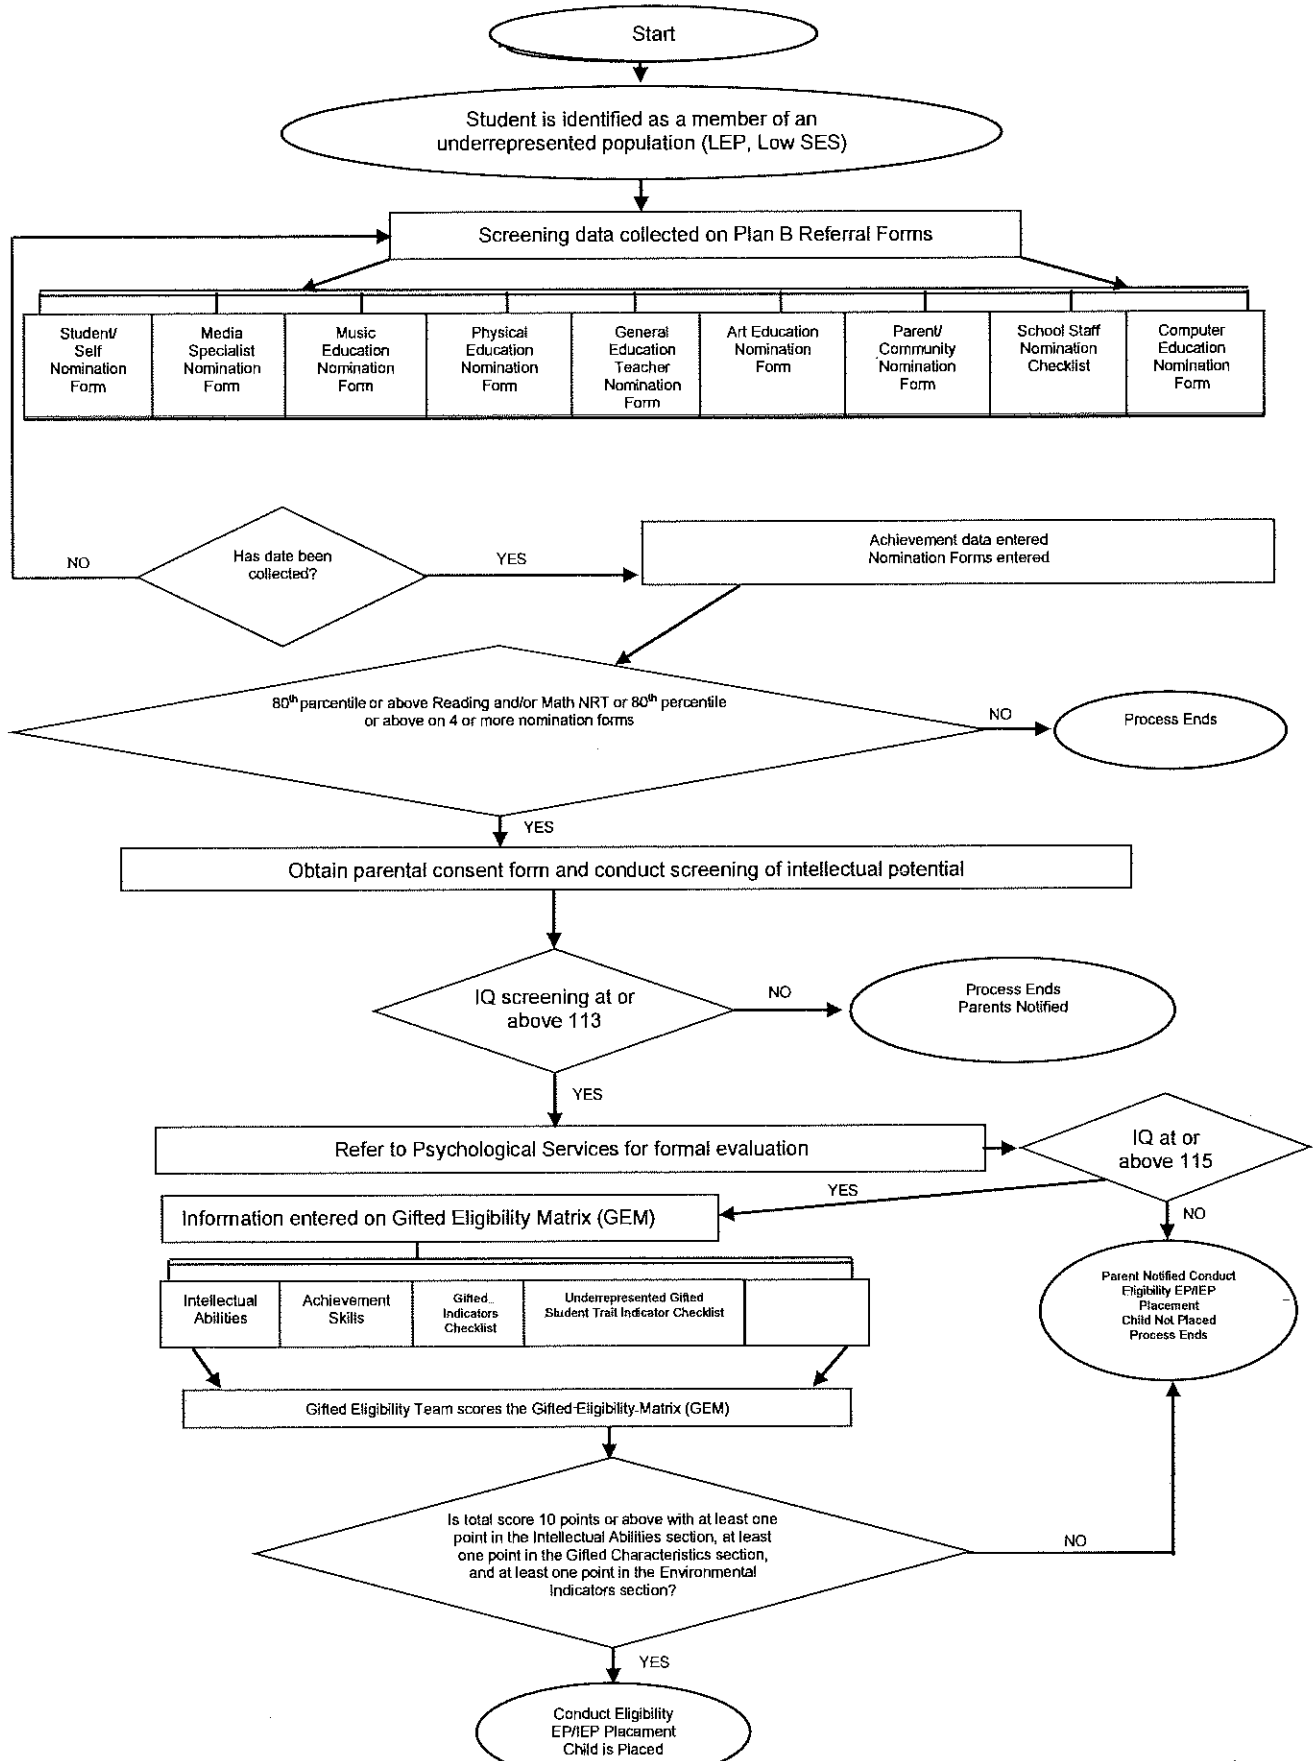 Start
Student is identified as a member of an
underrepresented population (LEP, Low SES)
Screening data collected on Plan B Referral Forms
Student/
Self
Nomination
Form
Media
Specialist
Nomination
Form
Music
Education
Nomination
Form
Physical
Education
Nomination
Form
General
Education
Teacher
Nomination
Form
Art Education
Nomination
Form
Parent/
Community
Nomination
Form
School Staff
Nomination
Checklist
Computer
Education
Nomination
Form
NO
Has date been
collected?
YES
Achievement data entered
Nomination Forms entered
80th percentile or above Reading and/or Math NRT or 80th percentile
or above on 4 or more nomination forms
NO
Process Ends
YES
Obtain parental consent form and conduct screening of intellectual potential
IQ screening at or
above 113
NO
Process Ends
Parents Notified
YES
Refer to Psychological Services for formal evaluation
IQ at or
above 115
YES
NO
Information entered on Gifted Eligibility Matrix (GEM)
Intellectual
Abilities
Achievement
Skills
Gifted
Indicators
Checklist
Underrepresented Gifted
Student Trait Indicator Checklist
Parent Notified Conduct
Eligibility EP/IEP
Placement
Child Not Placed
Process Ends
Gifted Eligibility Team scores the Gifted Eligibility Matrix (GEM)
Is total score 10 points or above with at least one
point in the Intellectual Abilities section, at least
one point in the Gifted Characteristics section,
and at least one point in the Environmental
Indicators section?
NO
YES
Conduct Eligibility
EP/IEP Placement
Child is Placed